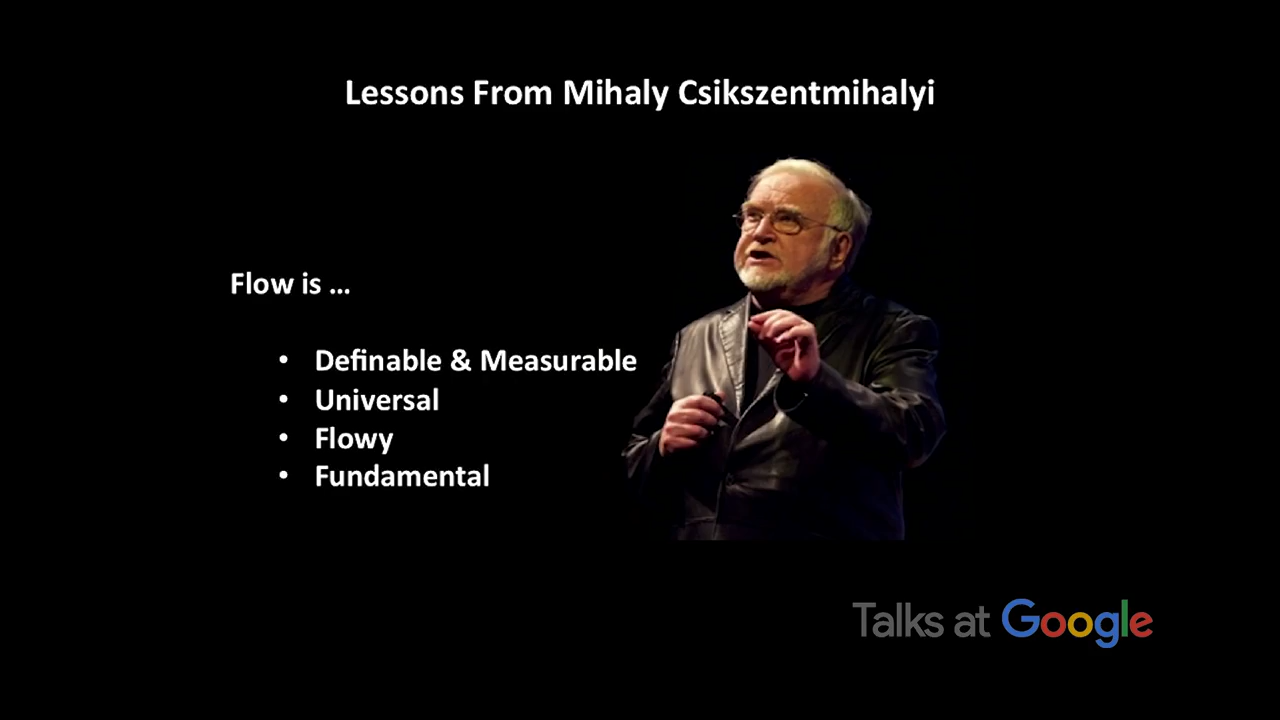 Lessons From Mihaly Csikszentmihalyi
Flow is ...
• Definable & Measurable
• Universal
• Flowy
• Fundamental
Talks at Google